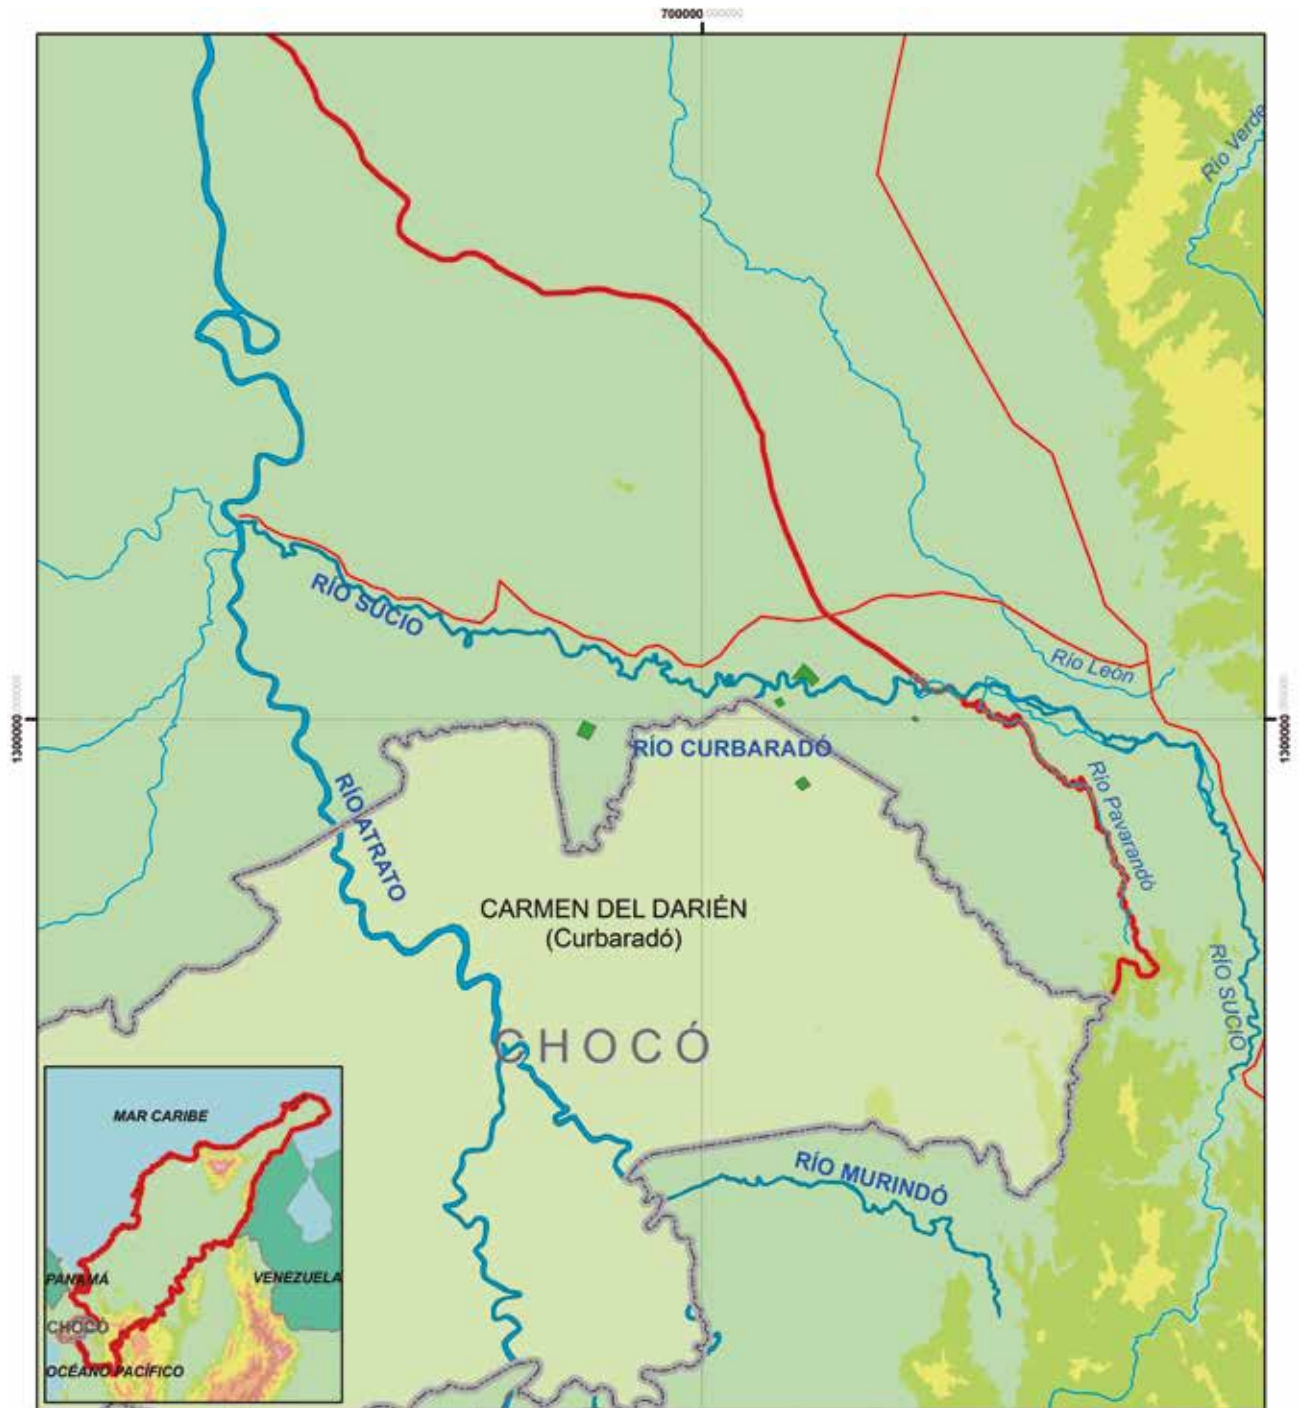 700000,000000
Río Verde
RÍO SUCIO
Río León
1300000
1300000
RÍO CURBARADÓ
RÍO ATRATO
Río Pavarandó
CARMEN DEL DARIÉN
(Curbaradó)
RÍO SUCIO
CHOCÓ
MAR CARIBE
RÍO MURINDÓ
PANAMÁ
VENEZUELA
CHOCÓ
OCÉANO PACÍFICO